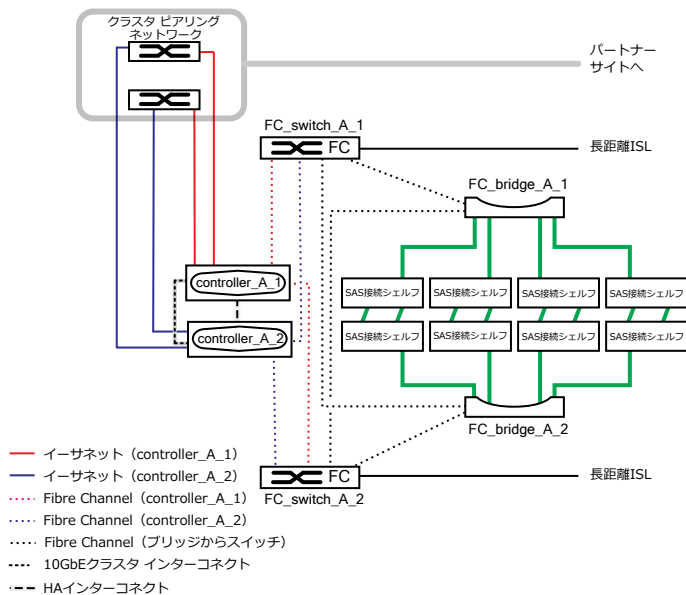 クラスタ ピアリング
ネットワーク
パートナー
サイトへ
FC_switch_A_1
FC
長距離ISL
FC_bridge_A_1
controller_A_1
SAS接続シェルフ SAS接続シェルフ SAS接続シェルフ SAS接続シェルフ
controller_A_2
SAS接続シェルフ SAS接続シェルフ SAS接続シェルフ SAS接続シェルフ
FC_bridge_A_2
FC
長距離ISL
FC_switch_A_2
イーサネット（controller_A_1）
イーサネット（controller_A_2）
Fibre Channel（controller_A_1）
Fibre Channel（controller_A_2）
Fibre Channel（ブリッジからスイッチ）
10GbEクラスタ インターコネクト
HAインターコネクト